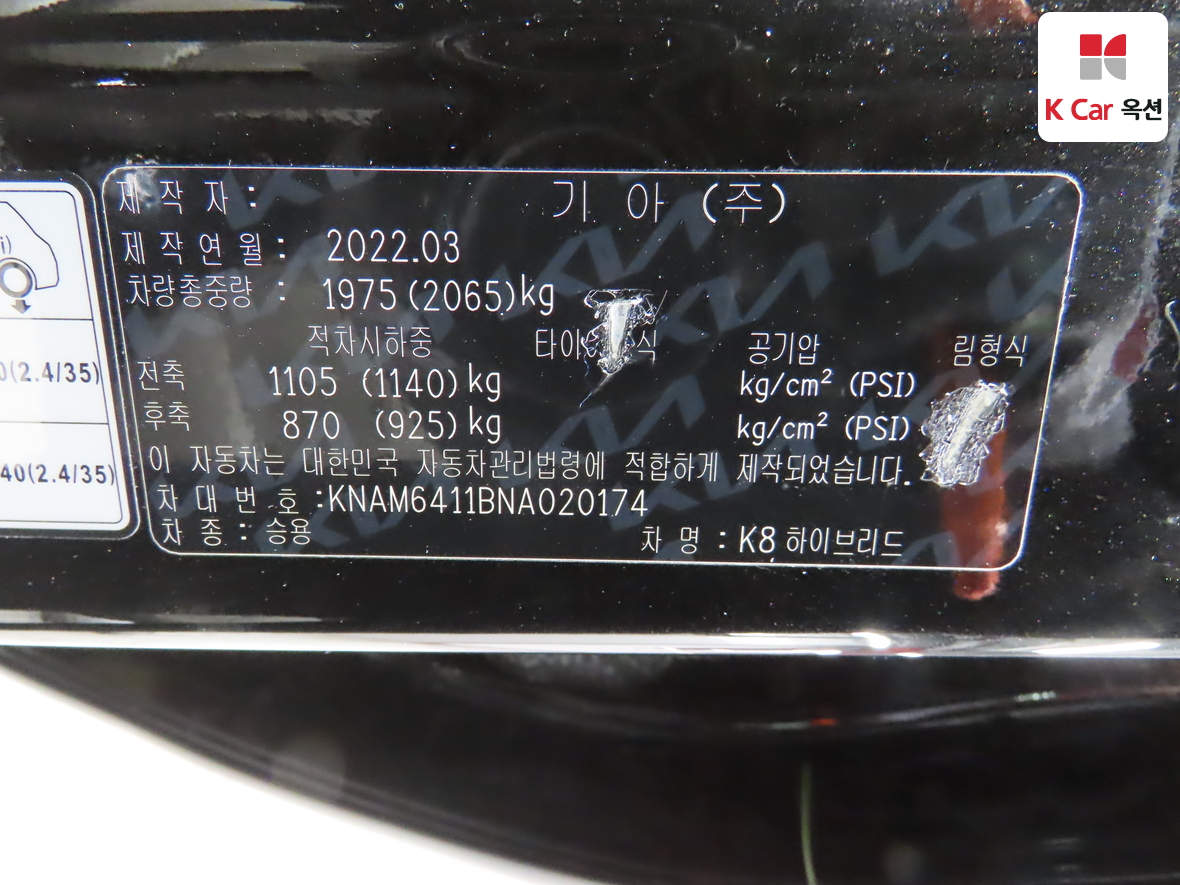 K Car 옥션
i)
0(2.4/35)
40(2.4/35)
제 작 자 : 기 아 (주)
제 작 연 월 : 2022.03
차량총중량 : 1975 (2065)kg
적차시하중 공기압 림형식
전축 1105 (1140) kg kg/cm² (PSI)
후축 870 (925) kg kg/cm² (PSI)
이 자동차는 대한민국 자동차관리법령에 적합하게 제작되었습니다.
차 대 번 호 :KNAM6411BNA020174
차 종 : 승용 차 명 : K8 하이브리드